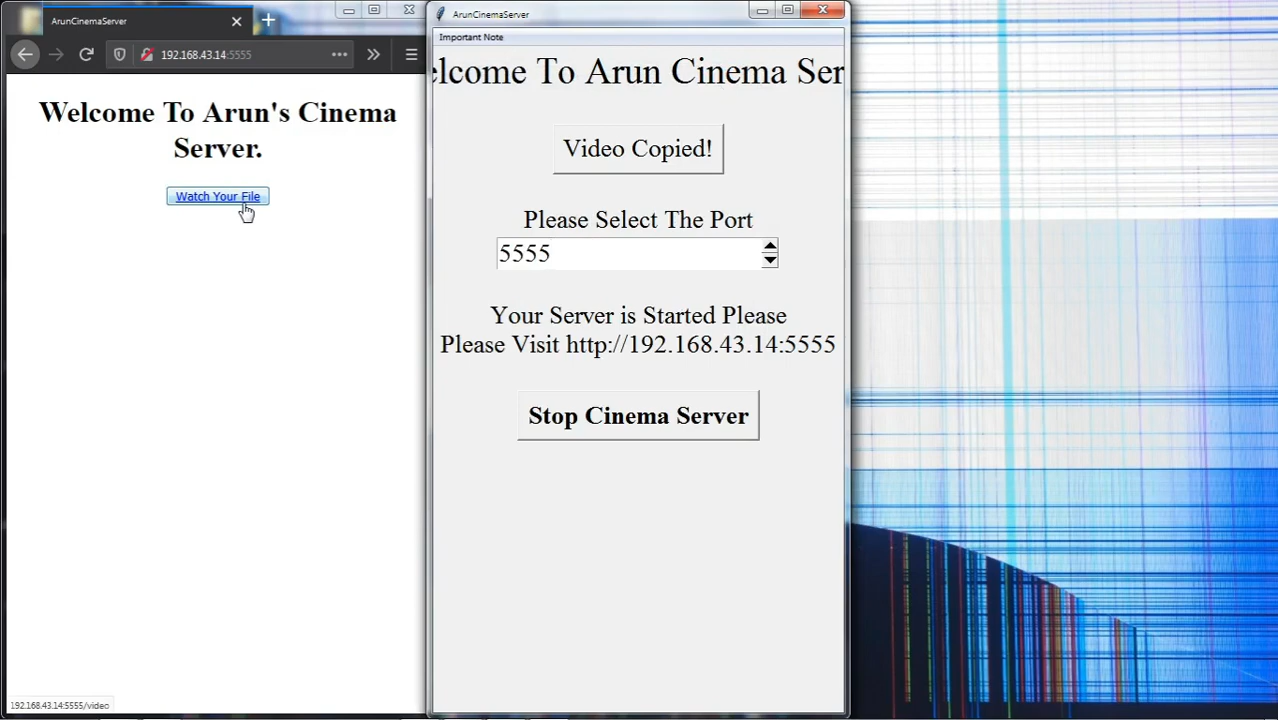 ArunCinemaServer
192.168.43.14:5555
Welcome To Arun's Cinema
Server.
Watch Your File
192.168.43.14:5555/video
ArunCinemaServer
Important Note
elcome To Arun Cinema Ser
Video Copied!
Please Select The Port
5555
Your Server is Started Please
Please Visit http://192.168.43.14:5555
Stop Cinema Server